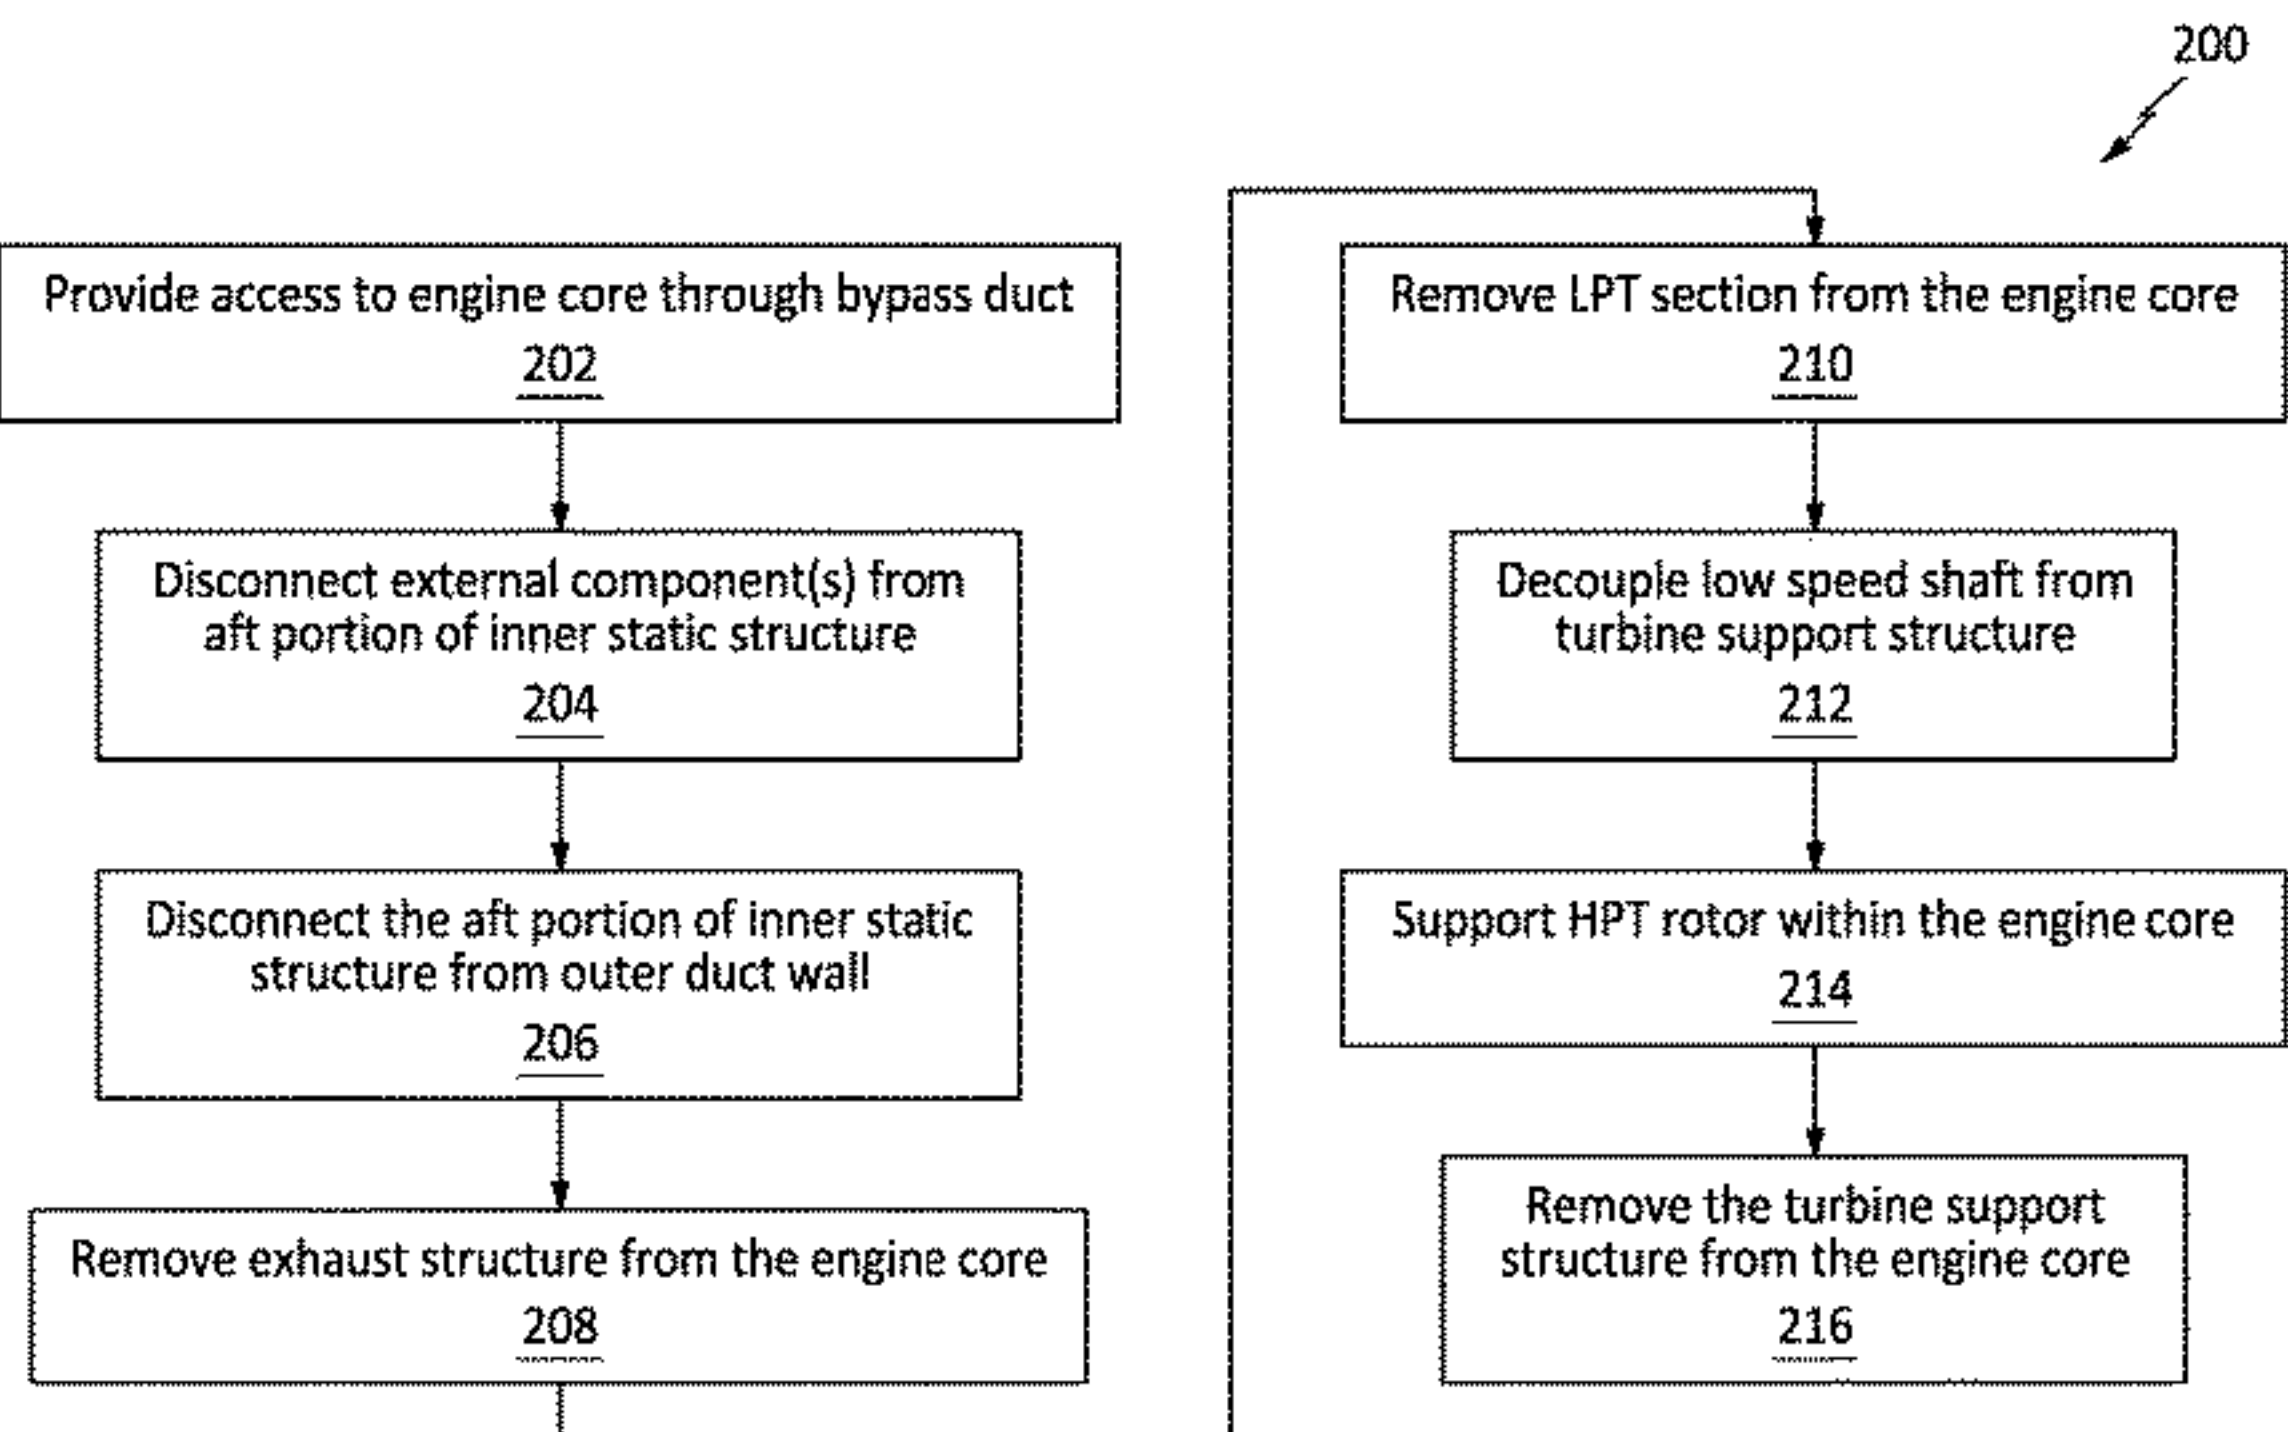 200
Provide access to engine core through bypass duct
202
Disconnect external component(s) from
aft portion of inner static structure
204
Disconnect the aft portion of inner static
structure from outer duct wall
206
Remove exhaust structure from the engine core
208
Remove LPT section from the engine core
210
Decouple low speed shaft from
turbine support structure
212
Support HPT rotor within the engine core
214
Remove the turbine support
structure from the engine core
216